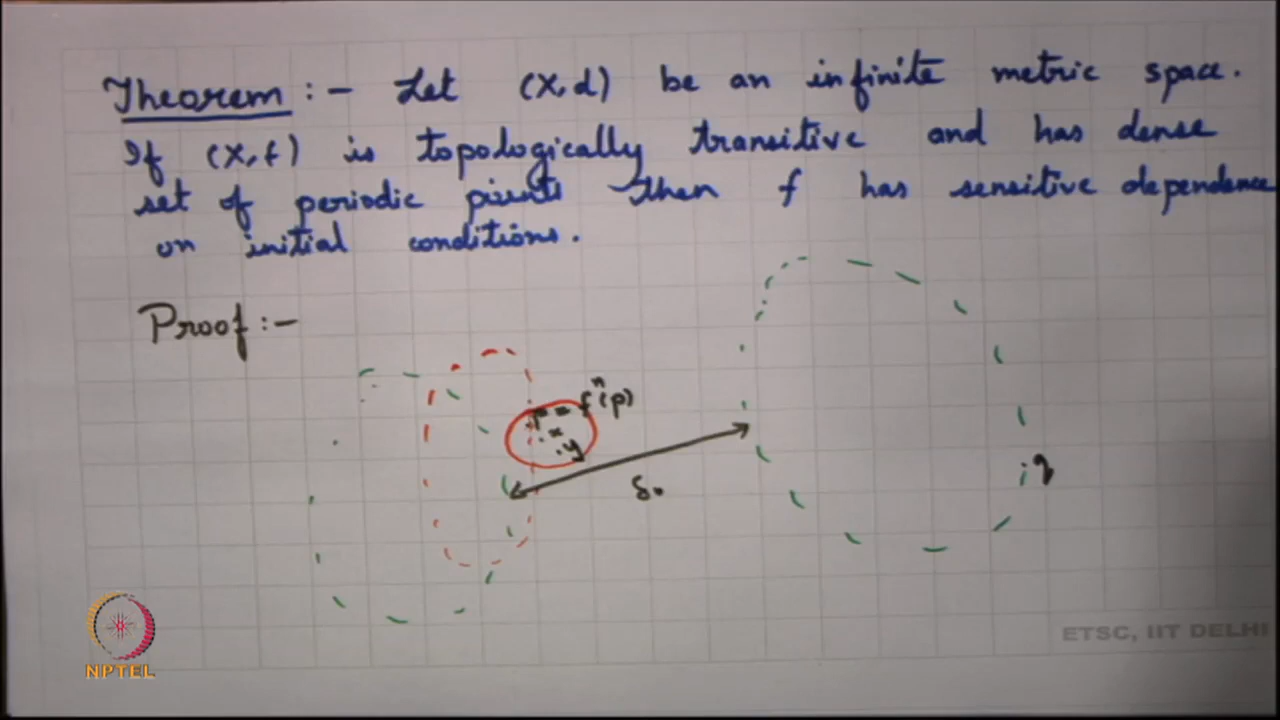 Theorem :- Let (X,d) be an infinite metric space.
If (X,f) is topologically transitive and has dense
set of periodic points then f has sensitive dependence
on initial conditions.
Proof :-
p = fⁿ(p)
. x
. y
δ₀
q
ETSC, IIT DELHI
NPTEL